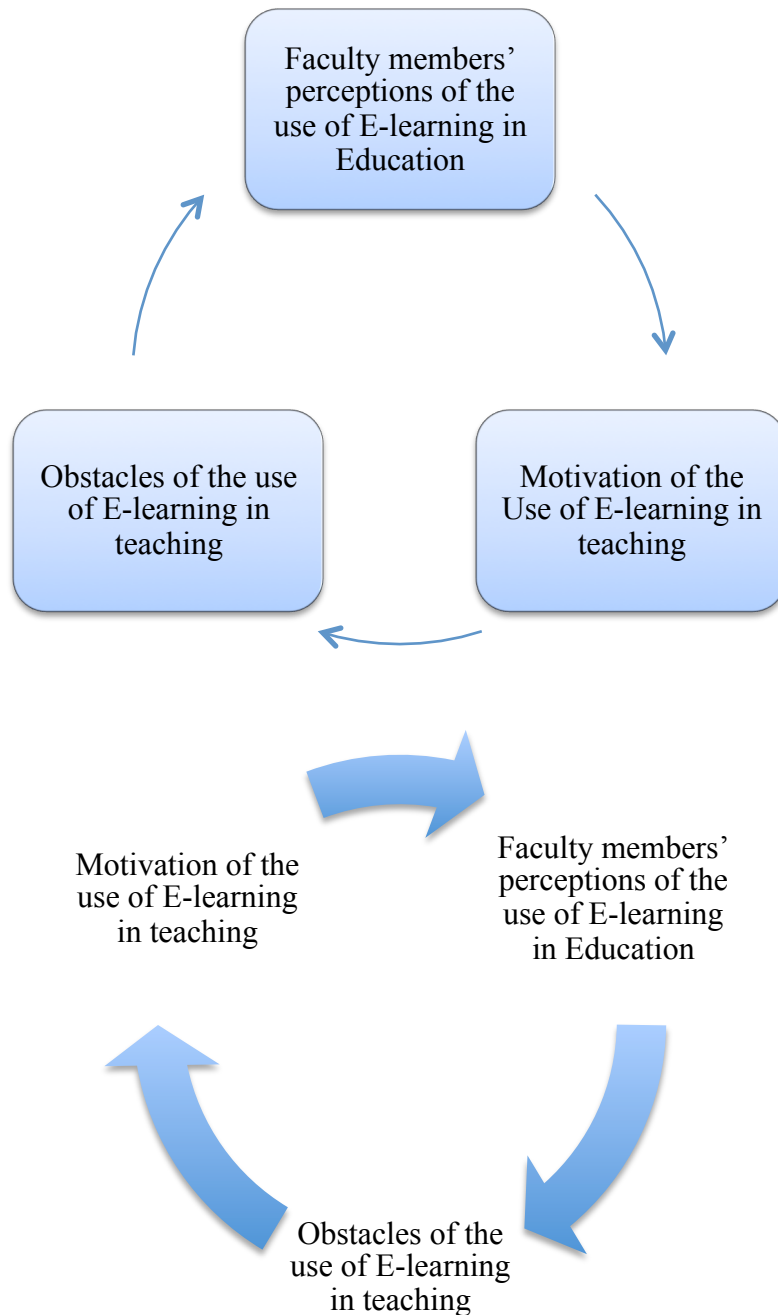 Faculty members’
perceptions of the
use of E-learning in
Education
Obstacles of the use
of E-learning in
teaching
Motivation of the
Use of E-learning in
teaching
Motivation of the
use of E-learning
in teaching
Faculty members’
perceptions of the
use of E-learning
in Education
Obstacles of the
use of E-learning
in teaching